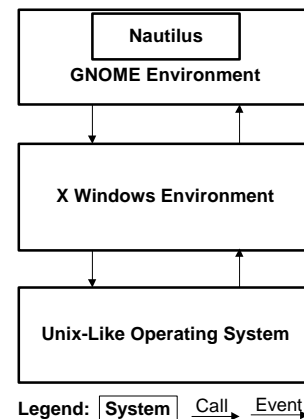 Nautilus
GNOME Environment
X Windows Environment
Unix-Like Operating System
Legend: System Call Event